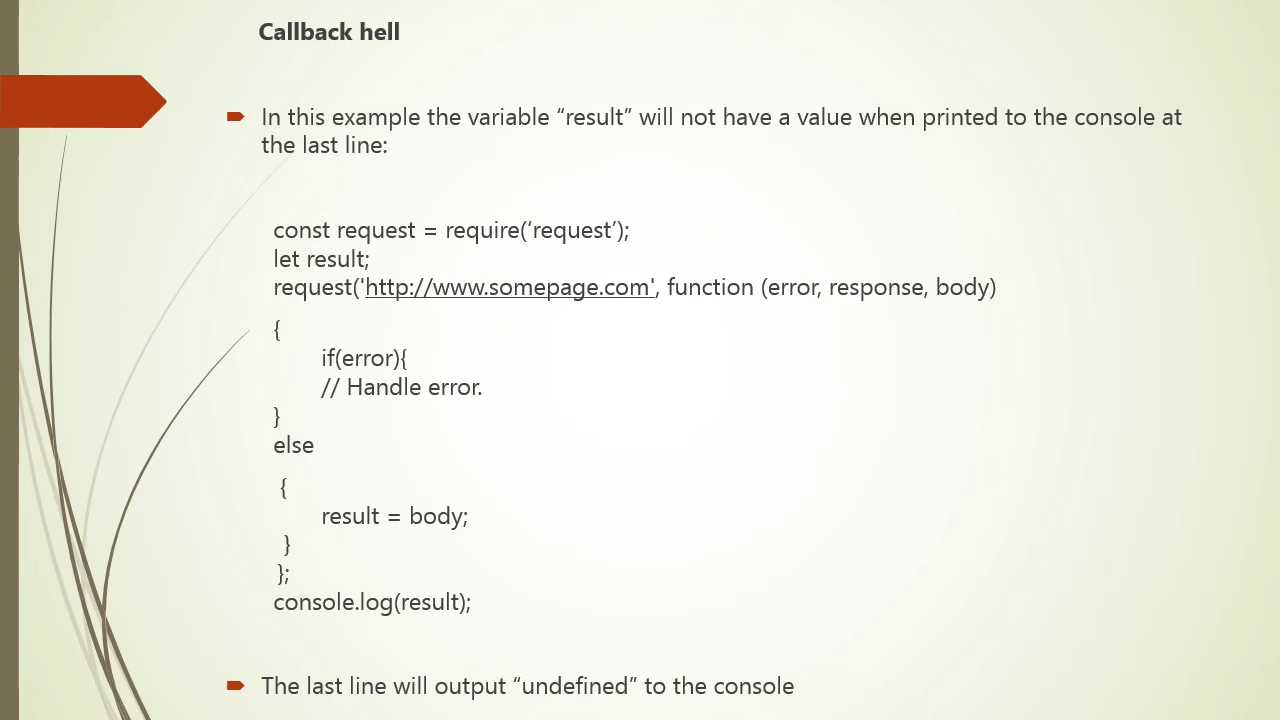 Callback hell
In this example the variable “result” will not have a value when printed to the console at
the last line:
const request = require(‘request’);
let result;
request('http://www.somepage.com', function (error, response, body)
{
if(error){
// Handle error.
}
else
{
result = body;
}
};
console.log(result);
The last line will output “undefined” to the console